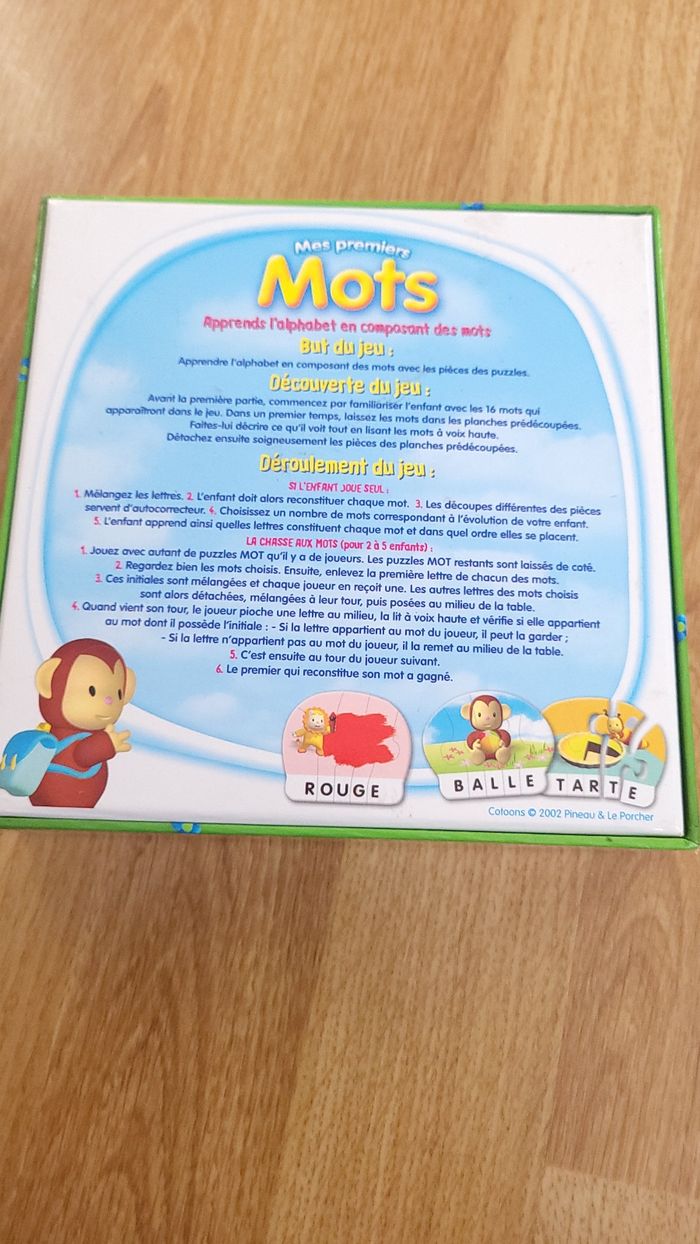 Mes premiers
Mots
Apprends l'alphabet en composant des mots
But du jeu :
Apprendre l'alphabet en composant des mots avec les pièces des puzzles.
Découverte du jeu :
Avant la première partie, commencez par familiariser l'enfant avec les 16 mots qui
apparaîtront dans le jeu. Dans un premier temps, laissez les mots dans les planches prédécoupées.
Faites-lui décrire ce qu'il voit tout en lisant les mots à voix haute.
Détachez ensuite soigneusement les pièces des planches prédécoupées.
Déroulement du jeu :
SI L'ENFANT JOUE SEUL :
1. Mélangez les lettres. 2. L'enfant doit alors reconstituer chaque mot. 3. Les découpes différentes des pièces
servent d'autocorrecteur. 4. Choisissez un nombre de mots correspondant à l'évolution de votre enfant.
5. L'enfant apprend ainsi quelles lettres constituent chaque mot et dans quel ordre elles se placent.
LA CHASSE AUX MOTS (pour 2 à 5 enfants) :
1. Jouez avec autant de puzzles MOT qu'il y a de joueurs. Les puzzles MOT restants sont laissés de coté.
2. Regardez bien les mots choisis. Ensuite, enlevez la première lettre de chacun des mots.
3. Ces initiales sont mélangées et chaque joueur en reçoit une. Les autres lettres des mots choisis
sont alors détachées, mélangées à leur tour, puis posées au milieu de la table.
4. Quand vient son tour, le joueur pioche une lettre au milieu, la lit à voix haute et vérifie si elle appartient
au mot dont il possède l'initiale : - Si la lettre appartient au mot du joueur, il peut la garder ;
- Si la lettre n'appartient pas au mot du joueur, il la remet au milieu de la table.
5. C'est ensuite au tour du joueur suivant.
6. Le premier qui reconstitue son mot a gagné.
ROUGE
BALLE
TARTE
Cotoons © 2002 Pineau & Le Porcher